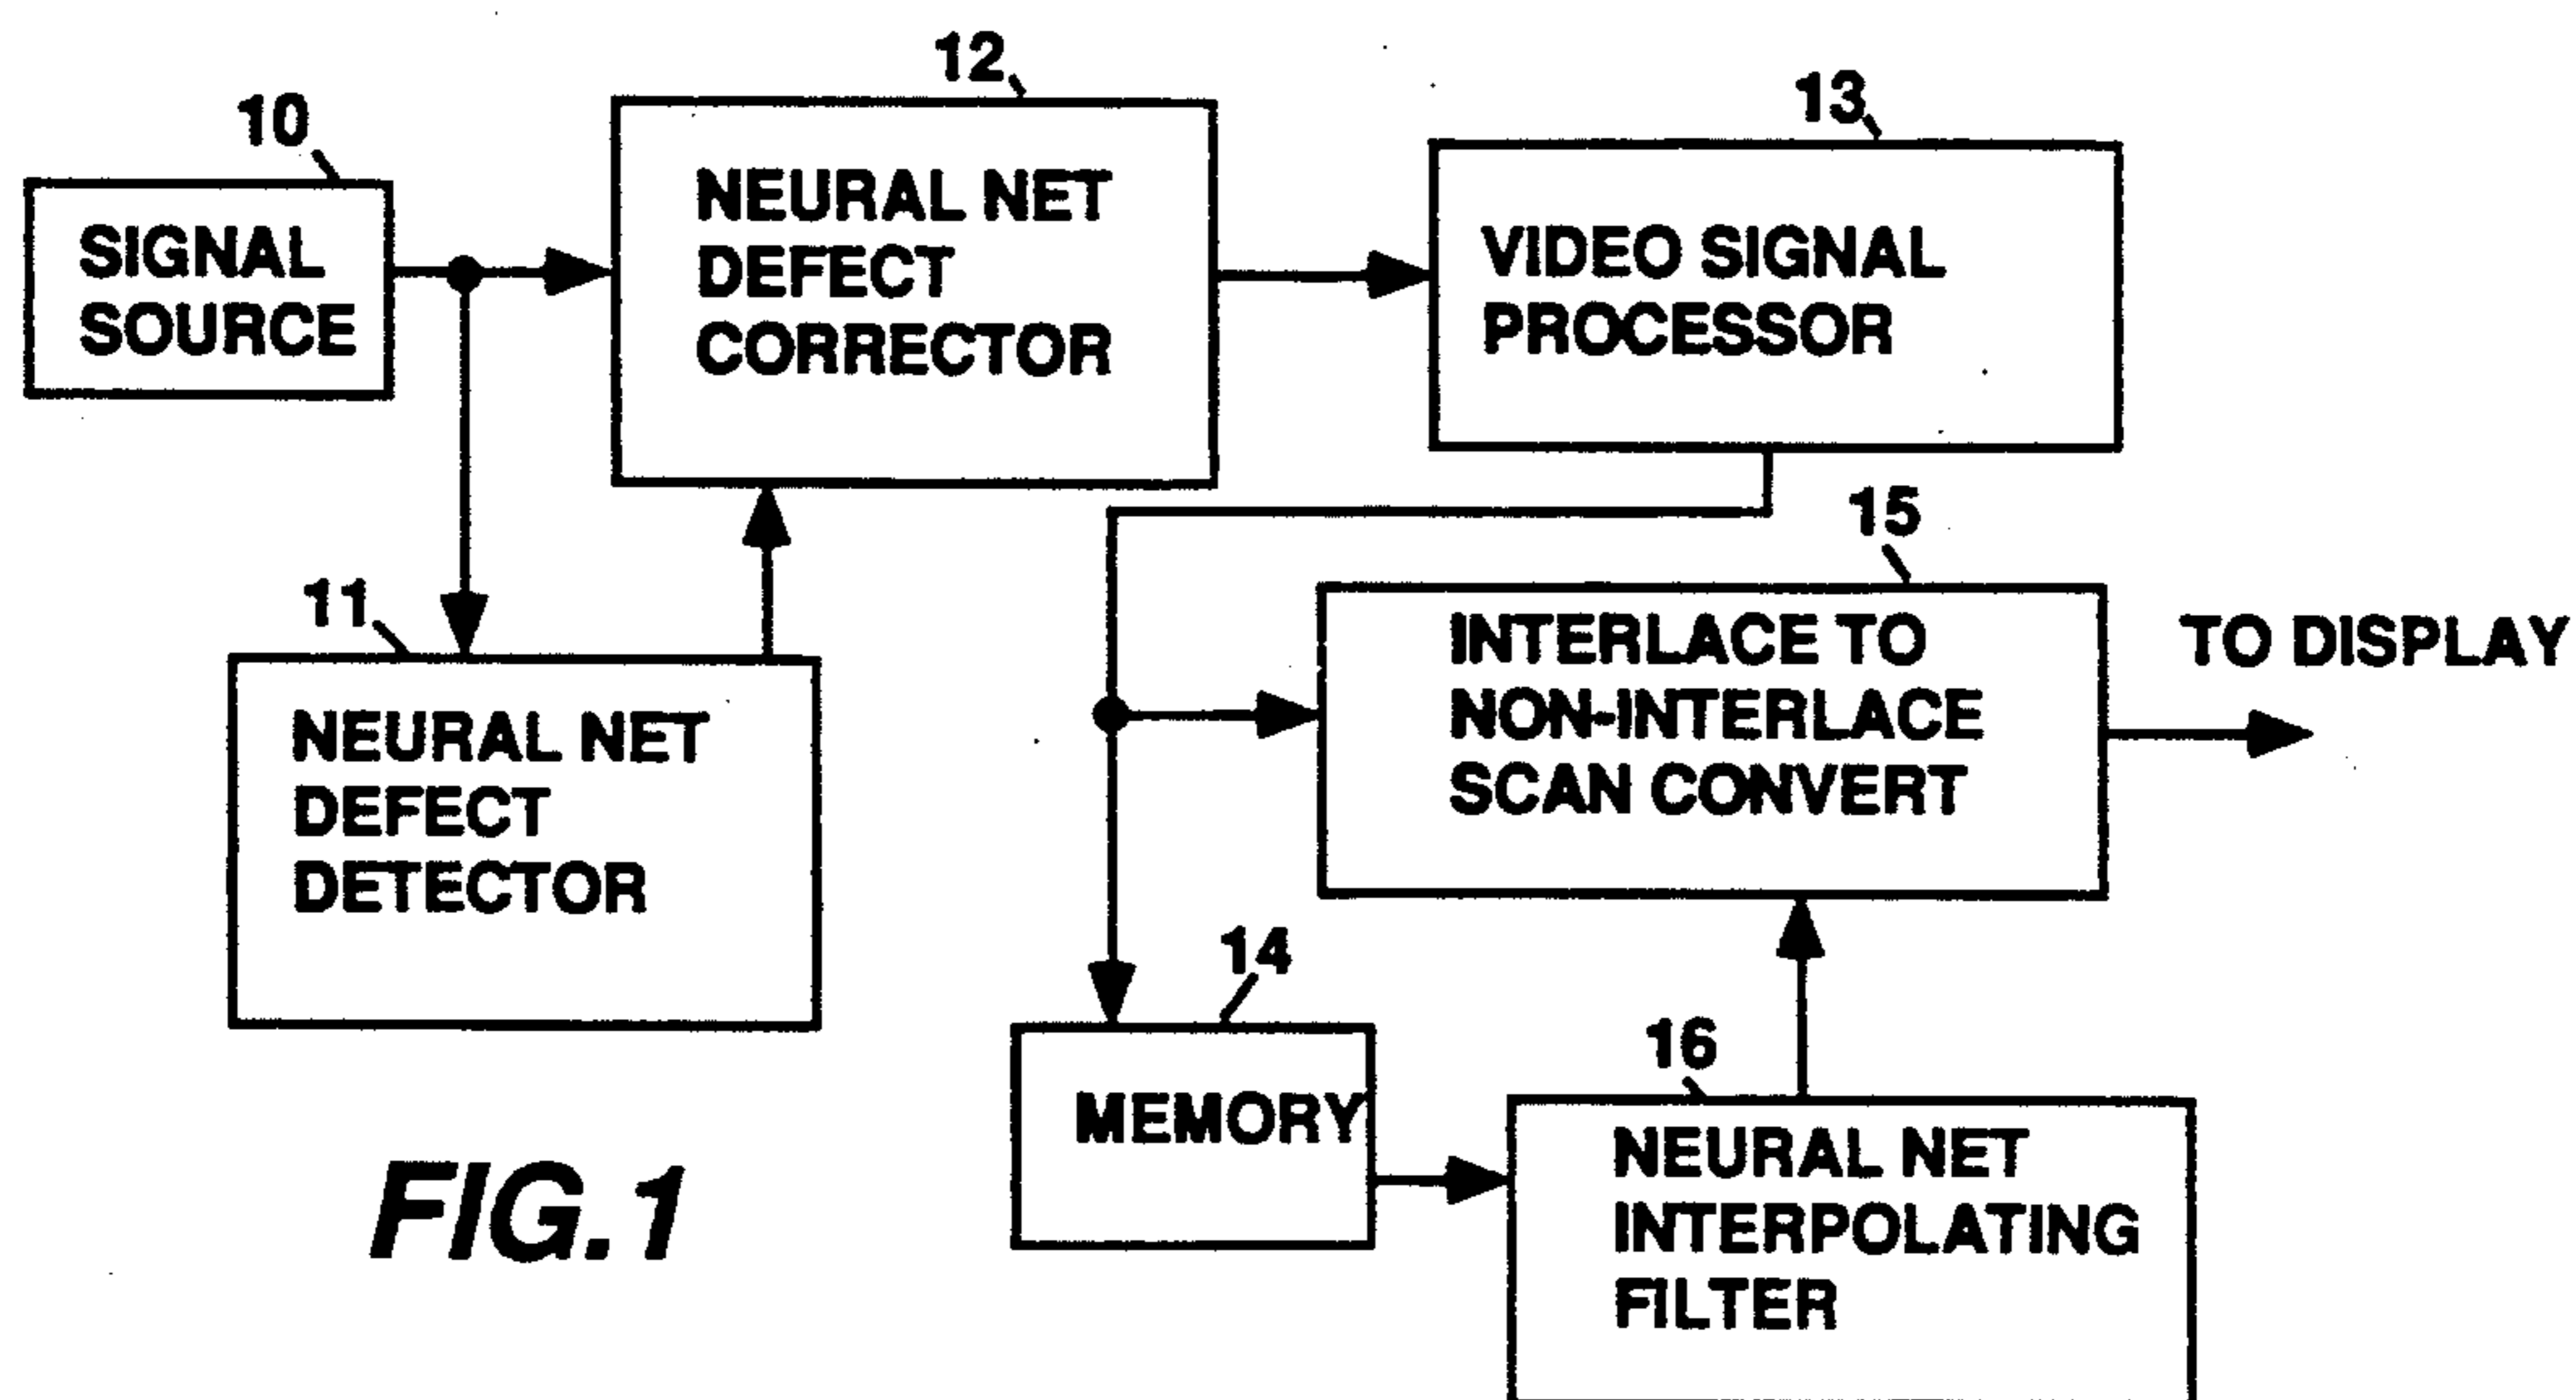 10
SIGNAL
SOURCE
12
NEURAL NET
DEFECT
CORRECTOR
13
VIDEO SIGNAL
PROCESSOR
11
NEURAL NET
DEFECT
DETECTOR
15
INTERLACE TO
NON-INTERLACE
SCAN CONVERT
TO DISPLAY
14
MEMORY
16
NEURAL NET
INTERPOLATING
FILTER
FIG.1